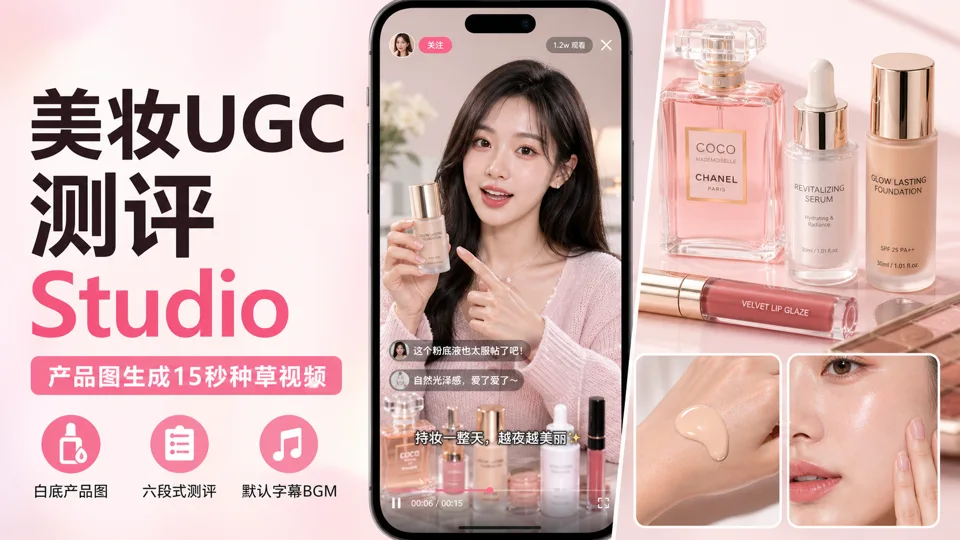 美妆UGC
测评
Studio
产品图生成15秒种草视频
白底产品图
六段式测评
默认字幕BGM
关注
1.2w 观看
这个粉底液也太服帖了吧!
自然光泽感，爱了爱了~
持妆一整天，越夜越美丽✨
00:06 / 00:15
COCO
MADEMOISELLE
CHANEL
PARIS
REVITALIZING
SERUM
Hydrating &
Radiance
30ml / 1.01 fl.oz
GLOW LASTING
FOUNDATION
SPF 25 PA++
30ml / 1.01 fl.oz
VELVET LIP GLAZE